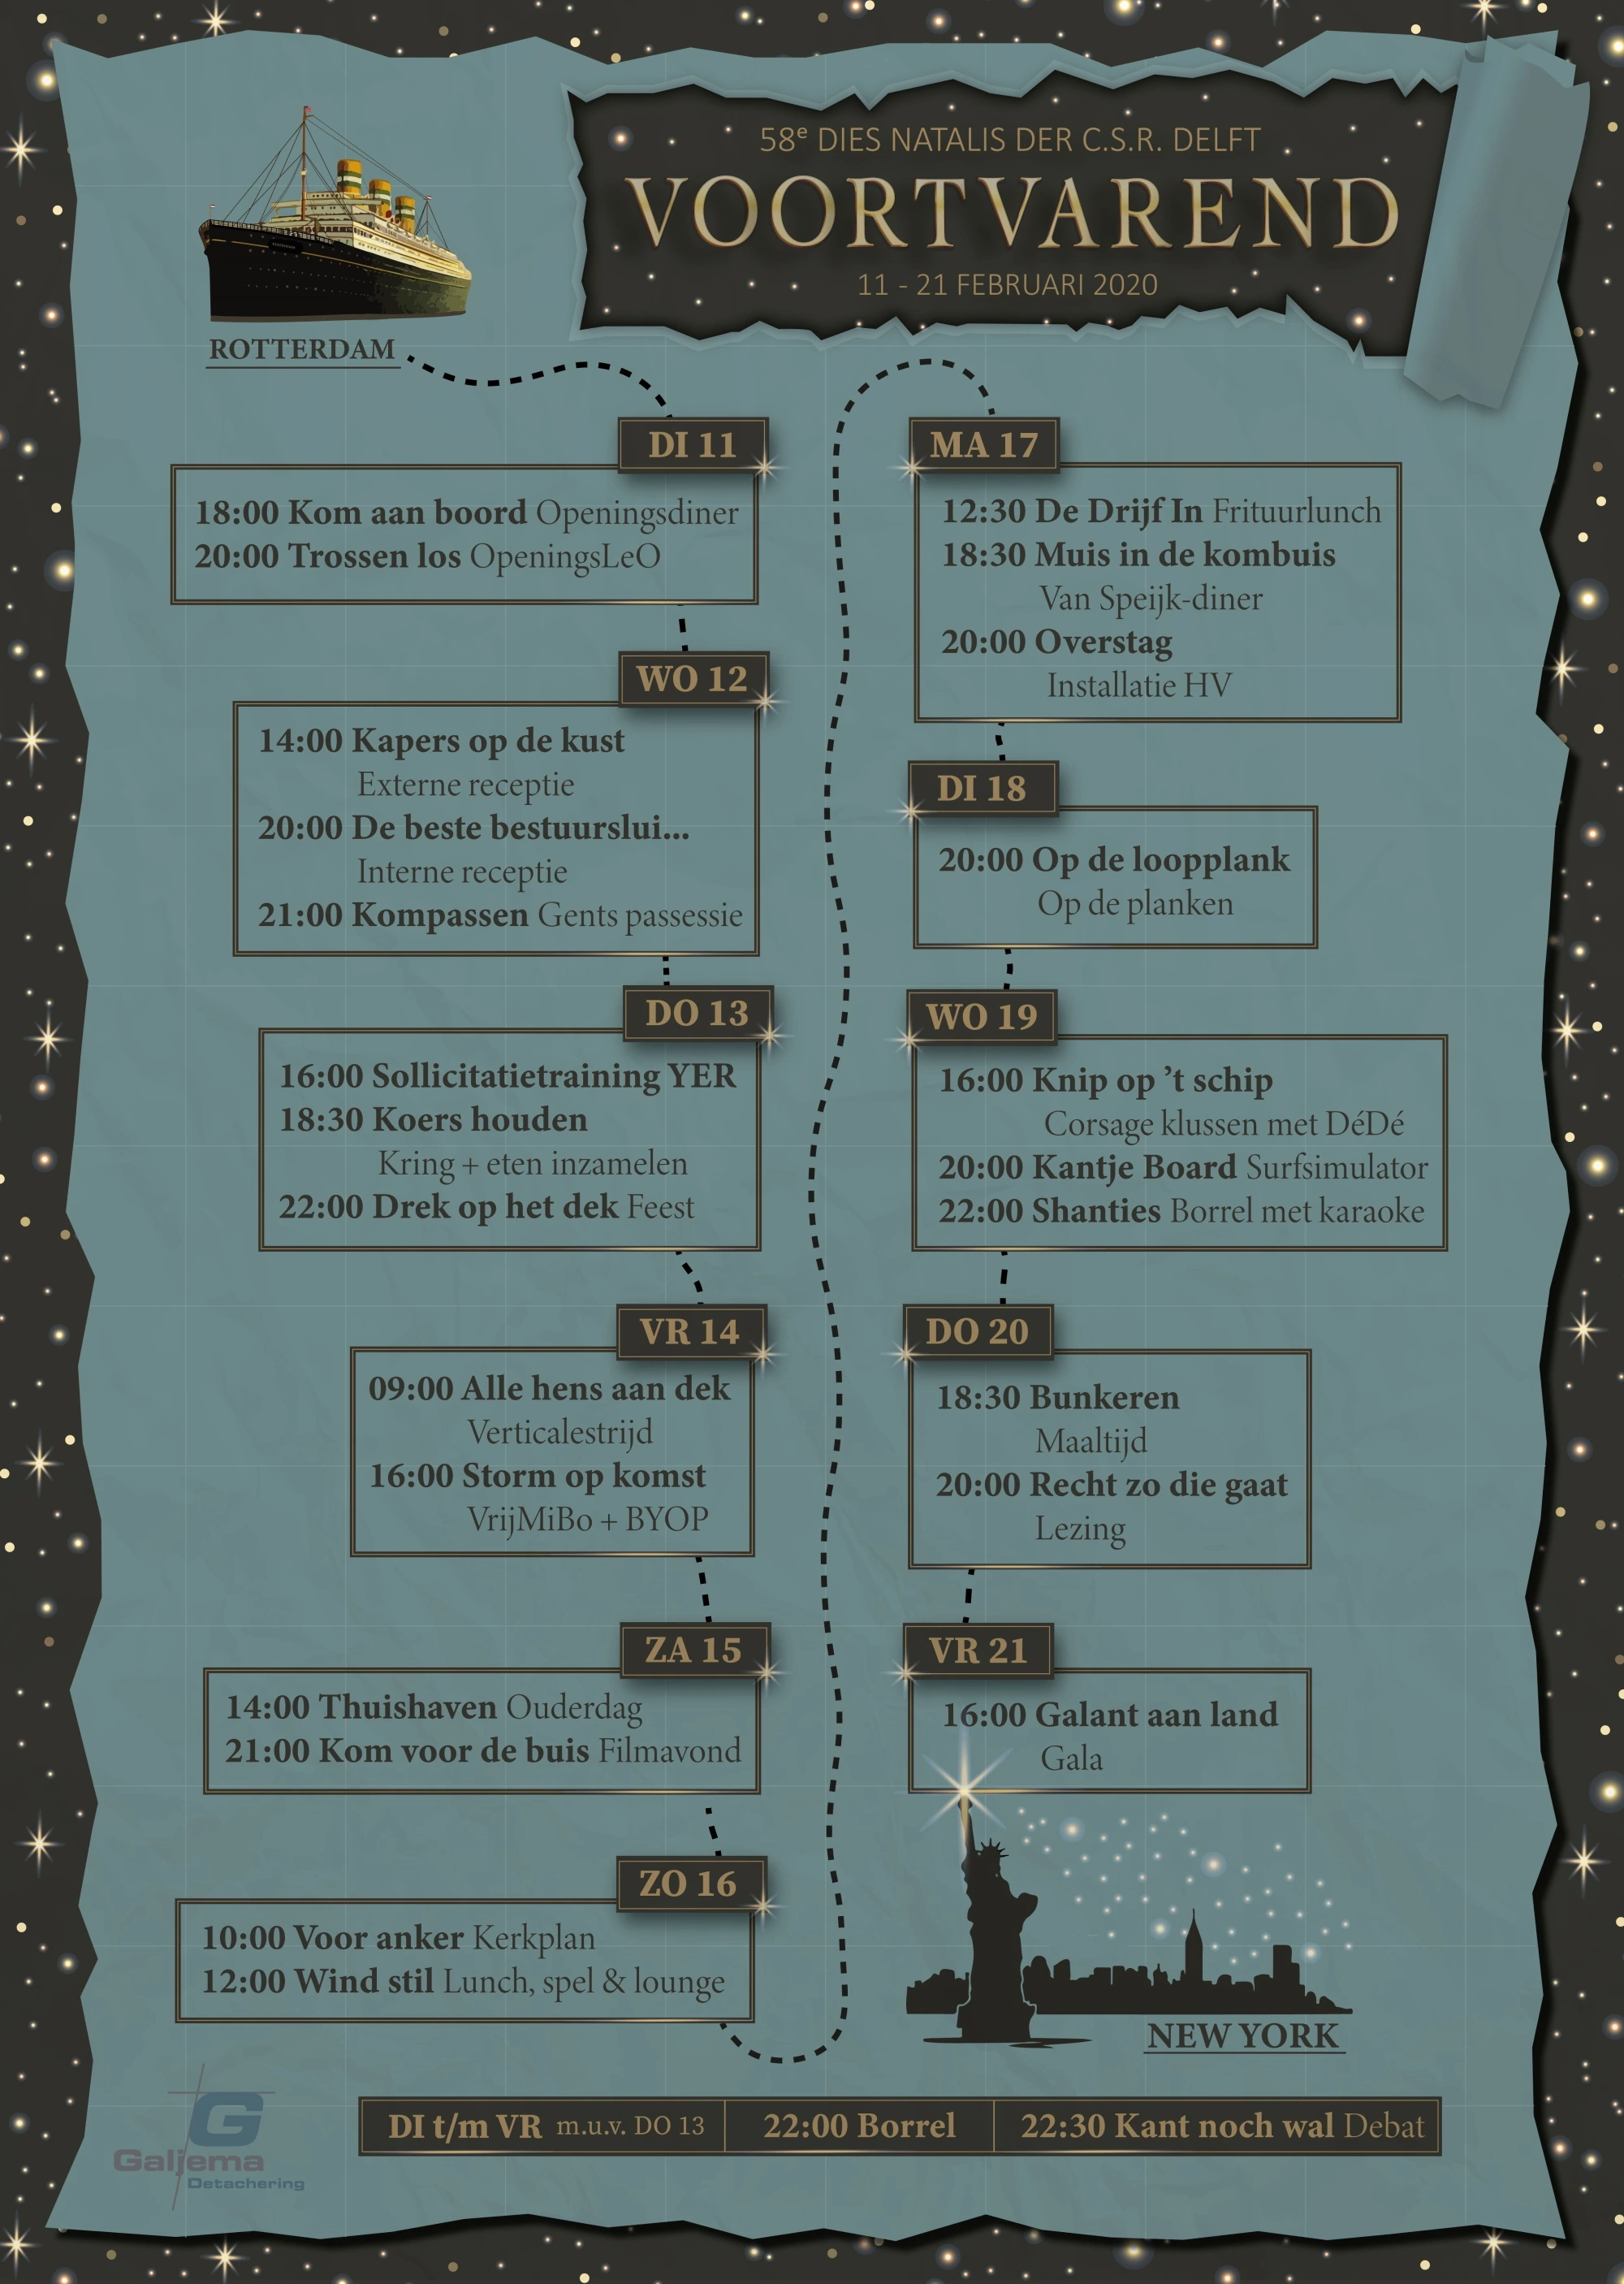 58e DIES NATALIS DER C.S.R. DELFT
VOORTVAREND
11 - 21 FEBRUARI 2020
ROTTERDAM
DI 11
18:00 Kom aan boord Openingsdiner
20:00 Trossen los OpeningsLeO
WO 12
14:00 Kapers op de kust
Externe receptie
20:00 De beste bestuurslui...
Interne receptie
21:00 Kompassen Gents passessie
DO 13
16:00 Sollicitatietraining YER
18:30 Koers houden
Kring + eten inzamelen
22:00 Drek op het dek Feest
VR 14
09:00 Alle hens aan dek
Verticalestrijd
16:00 Storm op komst
VrijMiBo + BYOP
ZA 15
14:00 Thuishaven Ouderdag
21:00 Kom voor de buis Filmavond
ZO 16
10:00 Voor anker Kerkplan
12:00 Wind stil Lunch, spel & lounge
MA 17
12:30 De Drijf In Frituurlunch
18:30 Muis in de kombuis
Van Speijk-diner
20:00 Overstag
Installatie HV
DI 18
20:00 Op de loopplank
Op de planken
WO 19
16:00 Knip op ’t schip
Corsage klussen met DéDé
20:00 Kantje Board Surfsimulator
22:00 Shanties Borrel met karaoke
DO 20
18:30 Bunkeren
Maaltijd
20:00 Recht zo die gaat
Lezing
VR 21
16:00 Galant aan land
Gala
NEW YORK
DI t/m VR m.u.v. DO 13 22:00 Borrel 22:30 Kant noch wal Debat
G
Galjema
Detachering